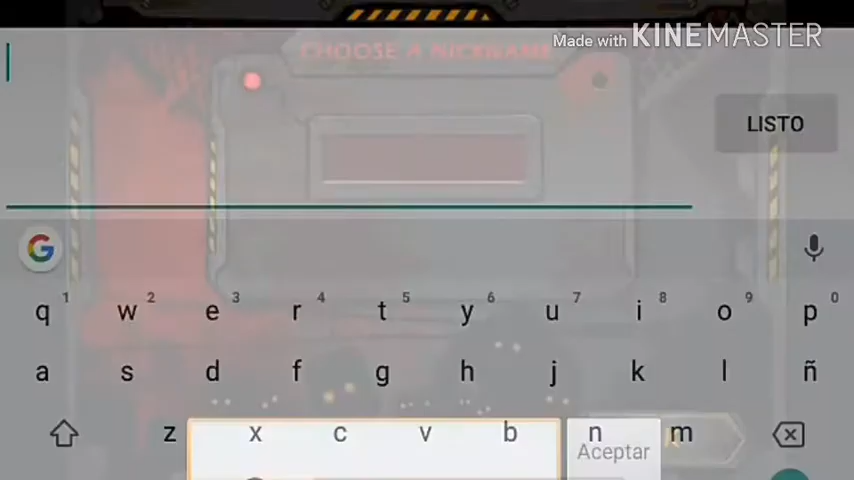 CHOOSE A NICKNAME
Made with KINEMASTER
LISTO
G
q 1 w 2 e 3 r 4 t 5 y 6 u 7 i 8 o 9 p 0
a s d f g h j k l ñ
z x c v b n m
Aceptar